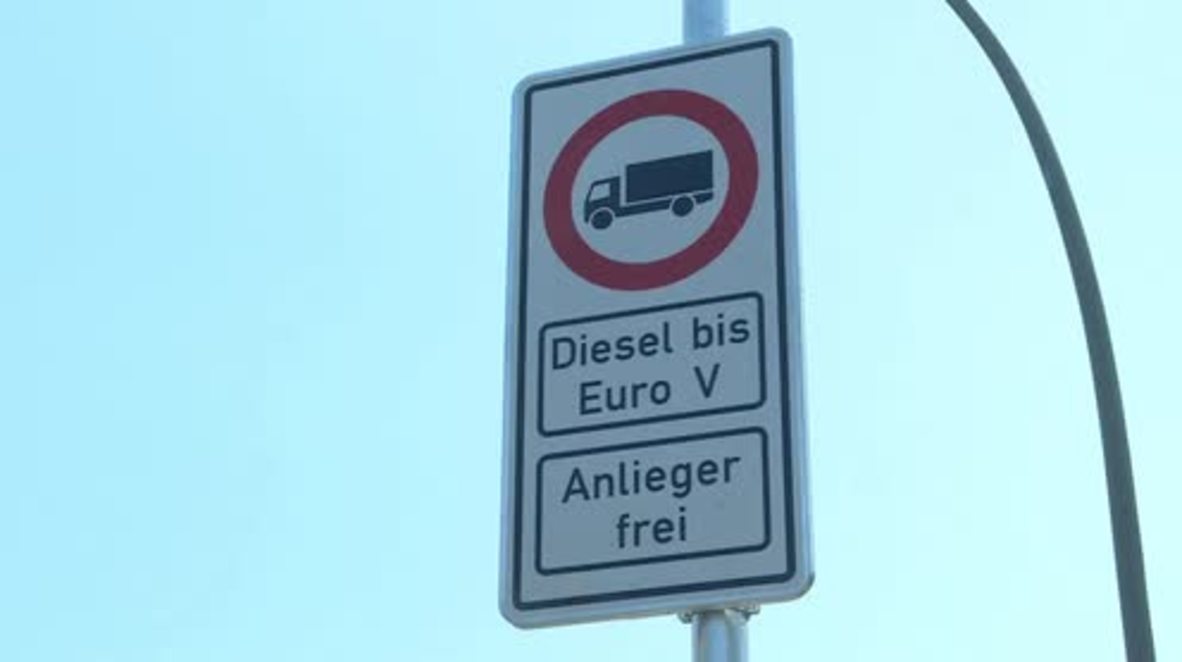 Diesel bis
Euro V
Anlieger
frei